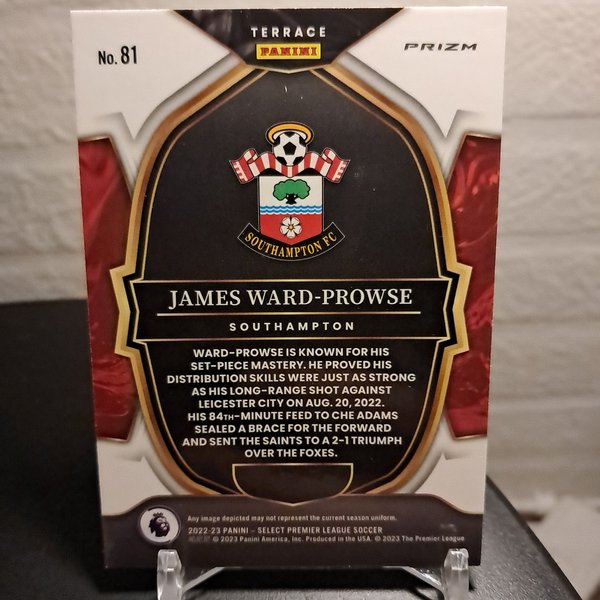 TERRACE
PANINI
No. 81
PRIZM
SOUTHAMPTON FC
JAMES WARD-PROWSE
SOUTHAMPTON
WARD-PROWSE IS KNOWN FOR HIS
SET-PIECE MASTERY. HE PROVED HIS
DISTRIBUTION SKILLS WERE JUST AS STRONG
AS HIS LONG-RANGE SHOT AGAINST
LEICESTER CITY ON AUG. 20, 2022.
HIS 84TH-MINUTE FEED TO CHE ADAMS
SEALED A BRACE FOR THE FORWARD
AND SENT THE SAINTS TO A 2-1 TRIUMPH
OVER THE FOXES.
Any image depicted may not represent the current season uniform.
2022-23 PANINI – SELECT PREMIER LEAGUE SOCCER
© 2023 Panini America, Inc. Produced in the USA. © 2023 The Premier League